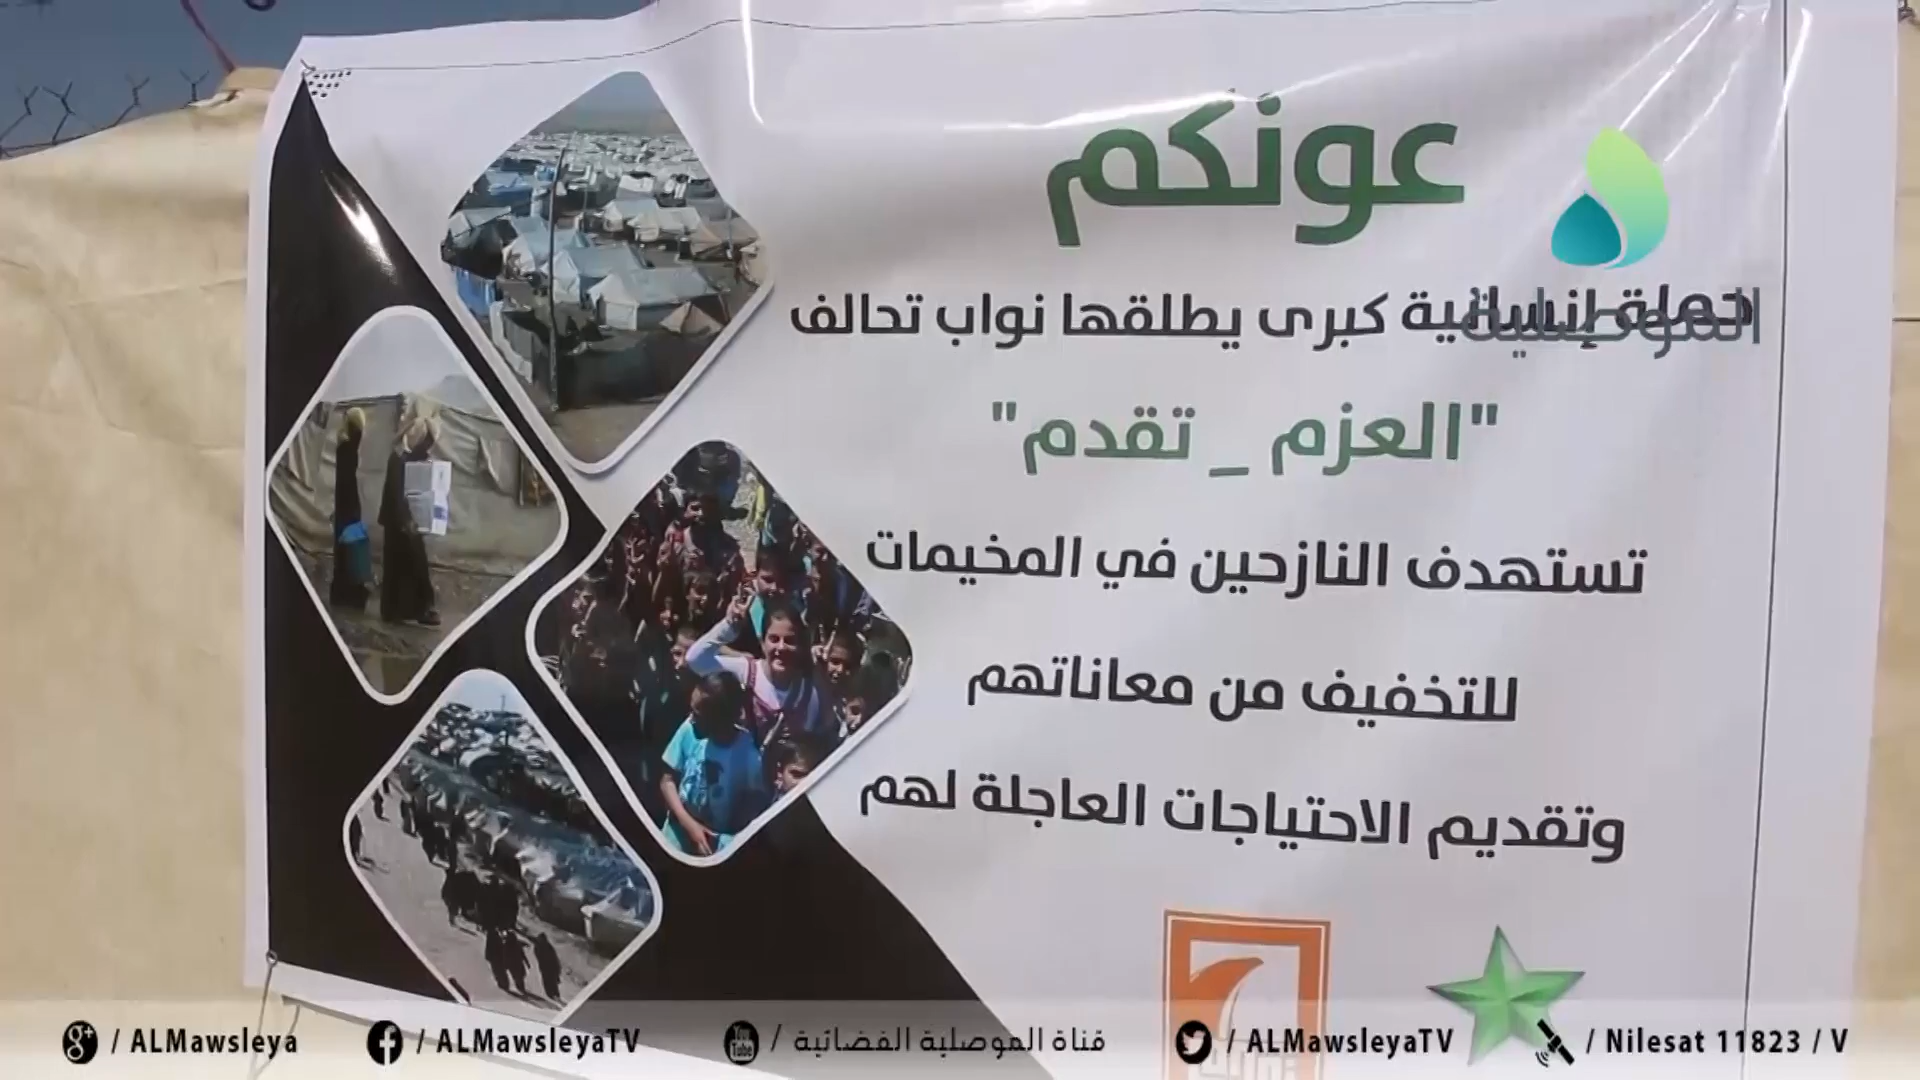 عونكم
حملة إنسانية كبرى يطلقها نواب تحالف
الموصلية
"العزم _ تقدم"
تستهدف النازحين في المخيمات
للتخفيف من معاناتهم
وتقديم الاحتياجات العاجلة لهم
/ ALMawsleya
/ ALMawsleyaTV
/ قناة الموصلية الفضائية
/ ALMawsleyaTV
/ Nilesat 11823 / V